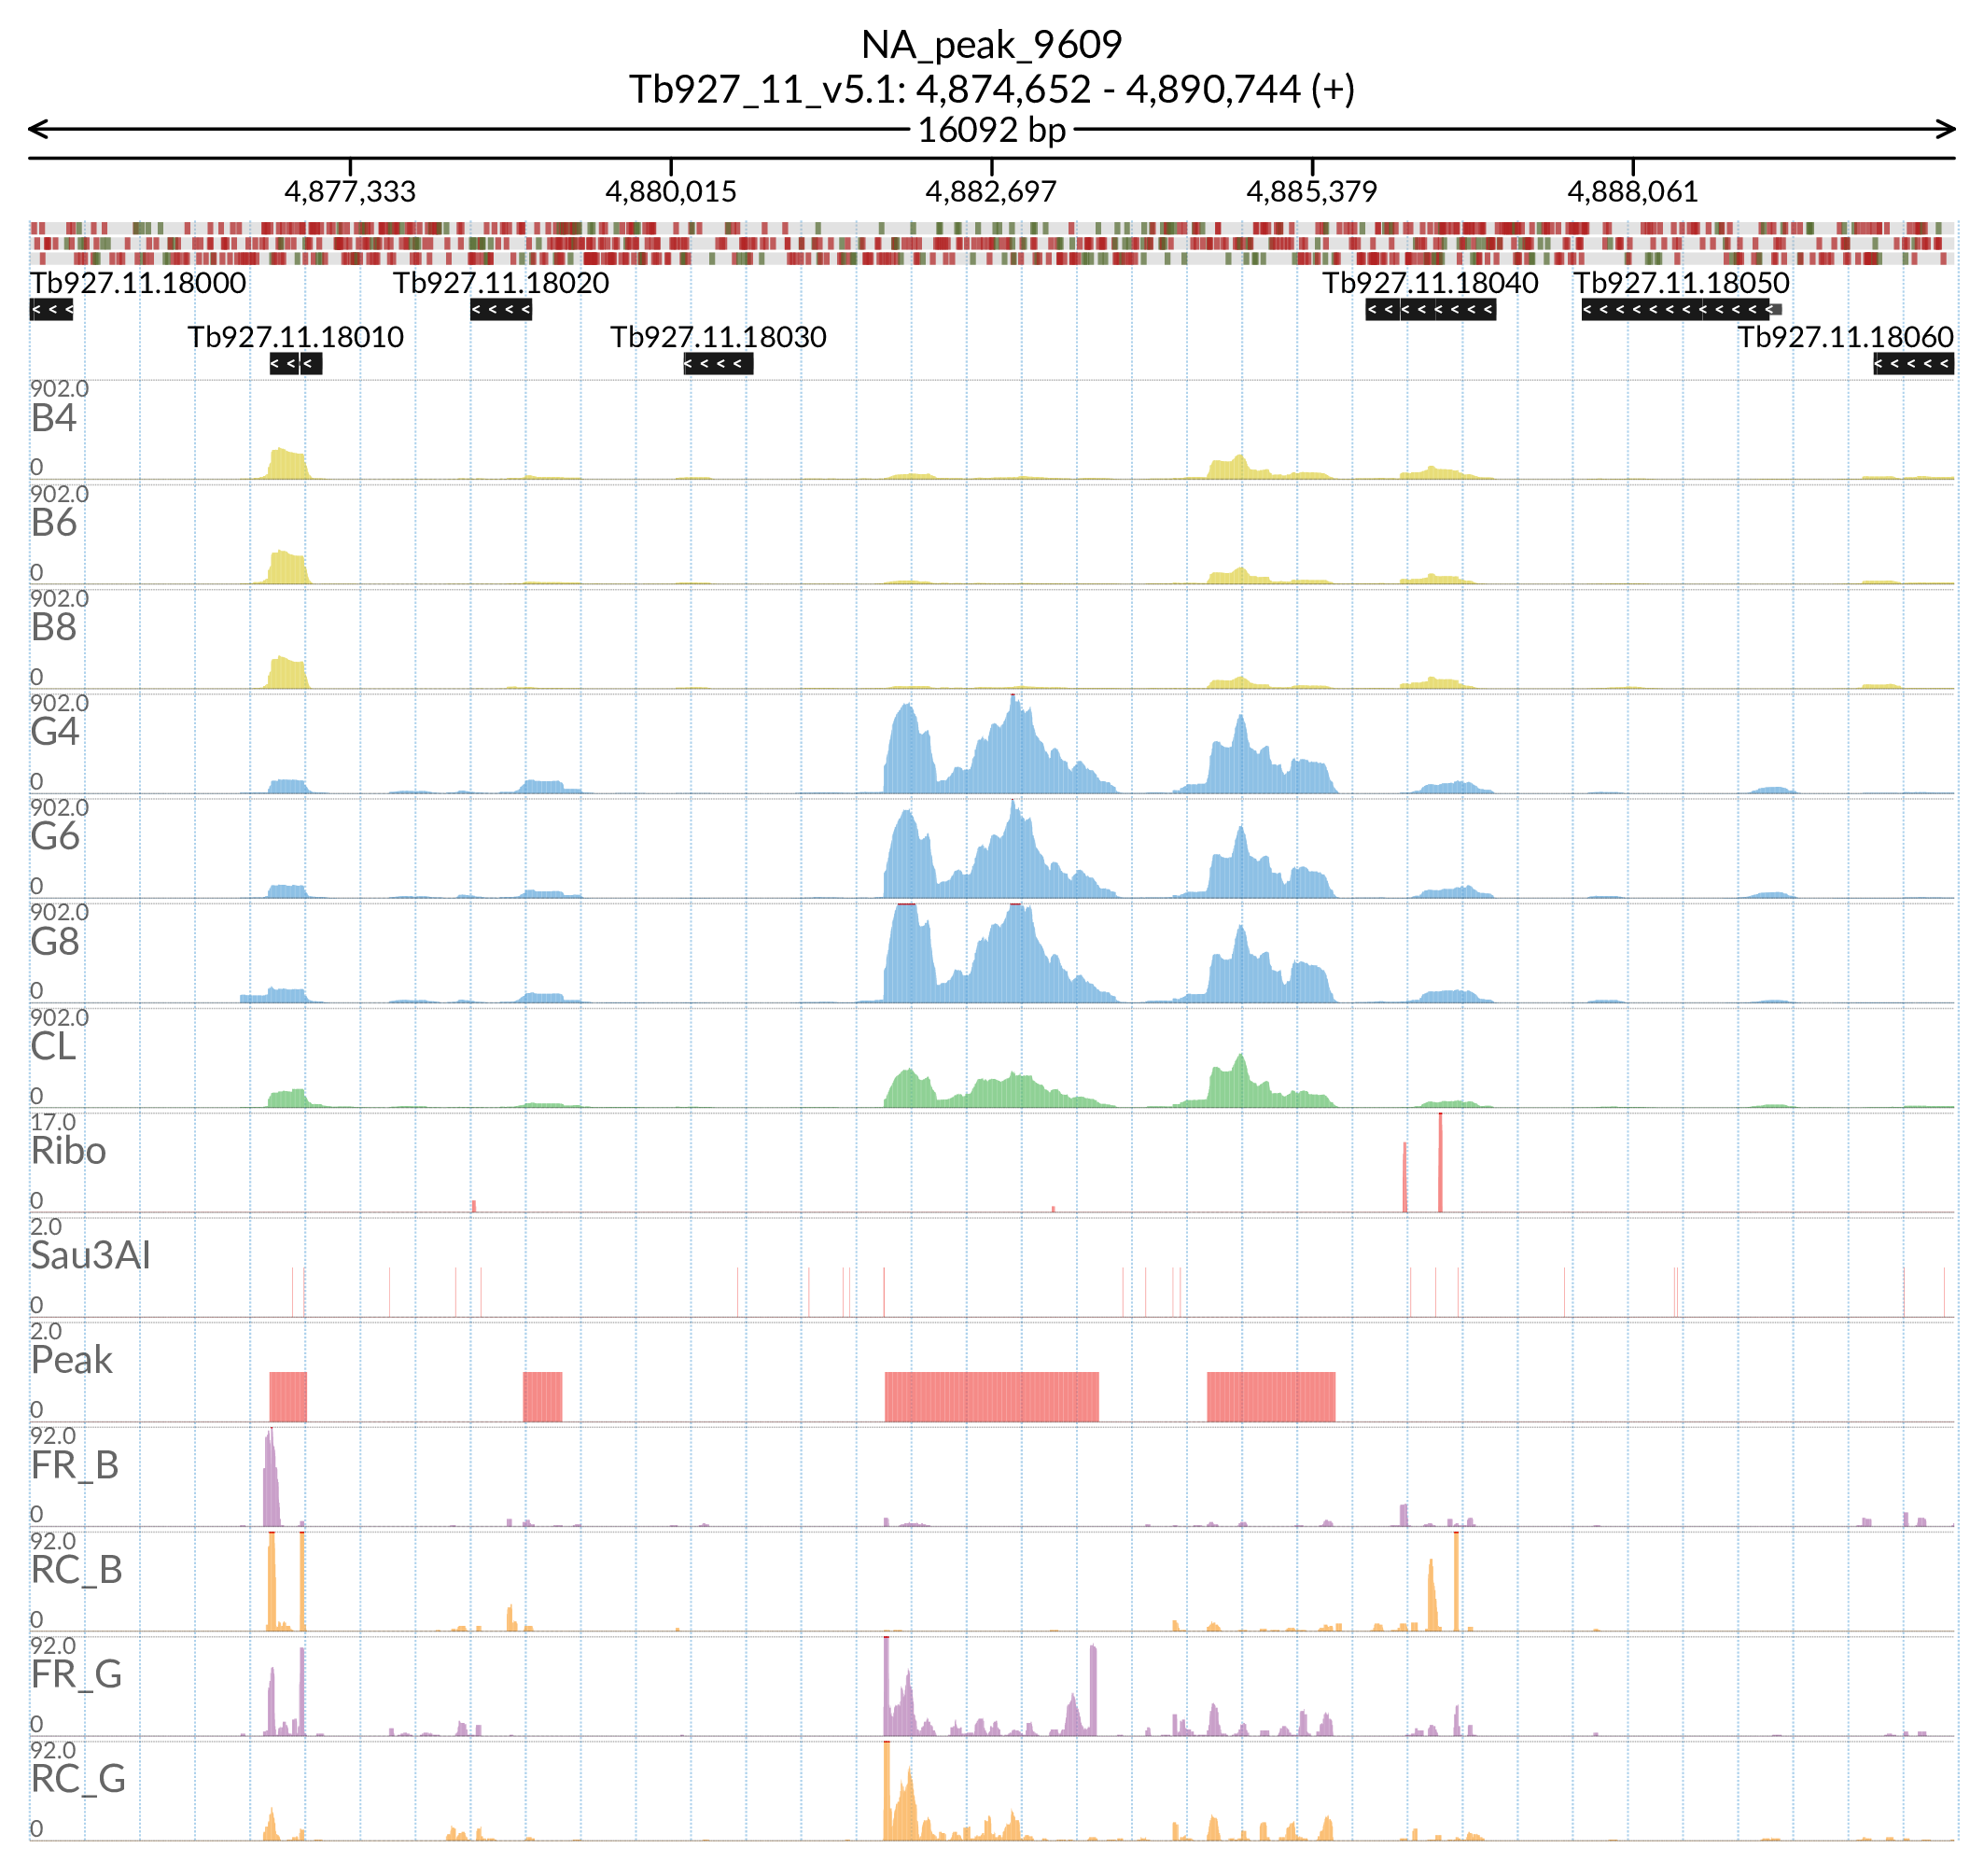 NA_peak_9609
Tb927_11_v5.1: 4,874,652 - 4,890,744 (+)
16092 bp
4,877,333 4,880,015 4,882,697 4,885,379 4,888,061
Tb927.11.18000 Tb927.11.18020 Tb927.11.18040 Tb927.11.18050
Tb927.11.18010 Tb927.11.18030 Tb927.11.18060
902.0
B4
0
902.0
B6
0
902.0
B8
0
902.0
G4
0
902.0
G6
0
902.0
G8
0
902.0
CL
0
17.0
Ribo
0
2.0
Sau3AI
0
2.0
Peak
0
92.0
FR_B
0
92.0
RC_B
0
92.0
FR_G
0
92.0
RC_G
0